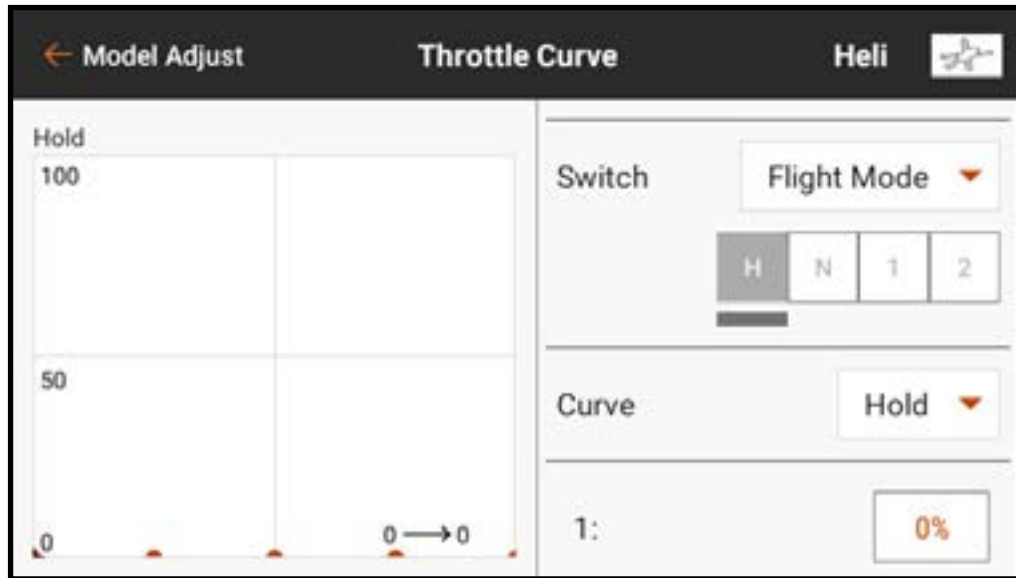 Model Adjust
Throttle Curve
Heli
Hold
100
50
0
0 → 0
Switch
Flight Mode
H N 1 2
Curve
Hold
1:
0%